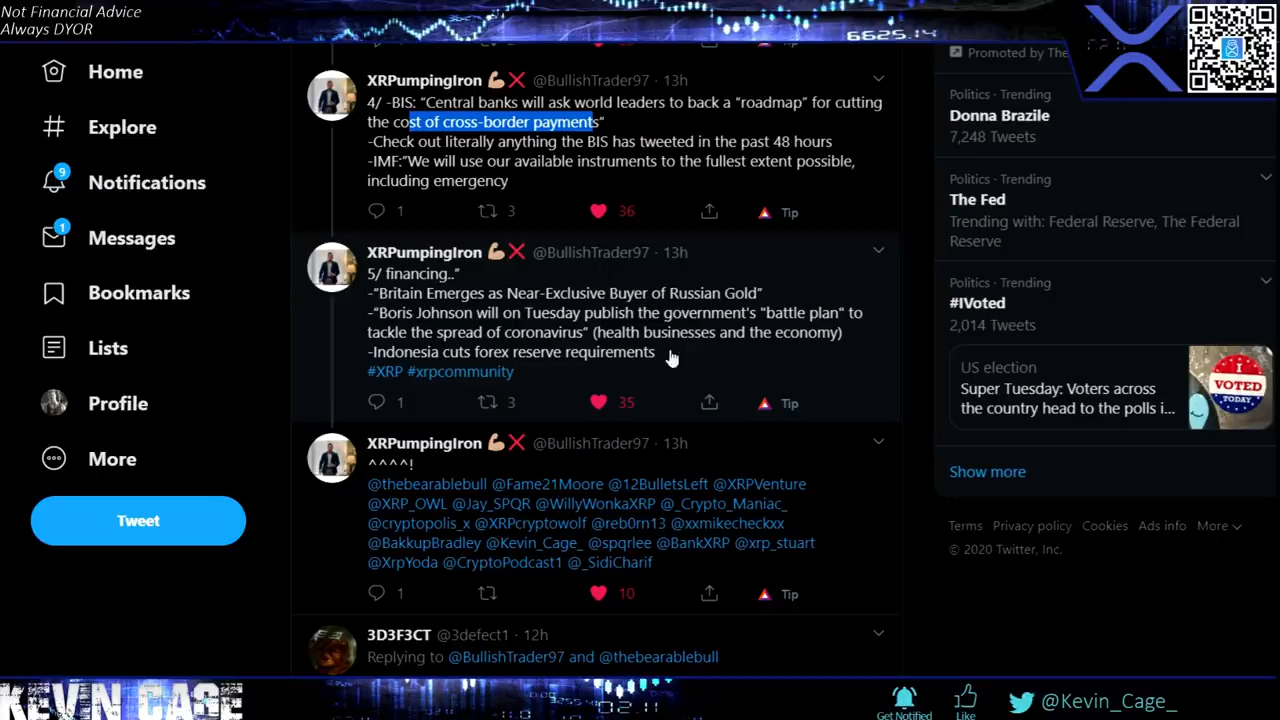 Not Financial Advice
Always DYOR
6625.14
Home
Explore
9
Notifications
1
Messages
Bookmarks
Lists
Profile
More
Tweet
XRPumpingIron 💪🏼❌ @BullishTrader97 · 13h
4/ -BIS: “Central banks will ask world leaders to back a “roadmap” for cutting
the cost of cross-border payments”
-Check out literally anything the BIS has tweeted in the past 48 hours
-IMF:”We will use our available instruments to the fullest extent possible,
including emergency
1 3 36 Tip
XRPumpingIron 💪🏼❌ @BullishTrader97 · 13h
5/ financing..”
-“Britain Emerges as Near-Exclusive Buyer of Russian Gold”
-“Boris Johnson will on Tuesday publish the government's "battle plan" to
tackle the spread of coronavirus” (health businesses and the economy)
-Indonesia cuts forex reserve requirements
#XRP #xrpcommunity
1 3 35 Tip
XRPumpingIron 💪🏼❌ @BullishTrader97 · 13h
^^^^!
@thebearablebull @Fame21Moore @12BulletsLeft @XRPVenture
@XRP_OWL @Jay_SPQR @WillyWonkaXRP @_Crypto_Maniac_
@cryptopolis_x @XRPcryptowolf @reb0rn13 @xxmikecheckxx
@BakkupBradley @Kevin_Cage_ @spqrlee @BankXRP @xrp_stuart
@XrpYoda @CryptoPodcast1 @_SidiCharif
1 10 Tip
3D3F3CT @3defect1 · 12h
Replying to @BullishTrader97 and @thebearablebull
Promoted by The
Politics · Trending
Donna Brazile
7,248 Tweets
Politics · Trending
The Fed
Trending with: Federal Reserve, The Federal
Reserve
Politics · Trending
#IVoted
2,014 Tweets
US election
Super Tuesday: Voters across
the country head to the polls i...
I VOTED TODAY
Show more
Terms Privacy policy Cookies Ads info More
© 2020 Twitter, Inc.
KEVIN CAGE
Get Notified
Like
@Kevin_Cage_